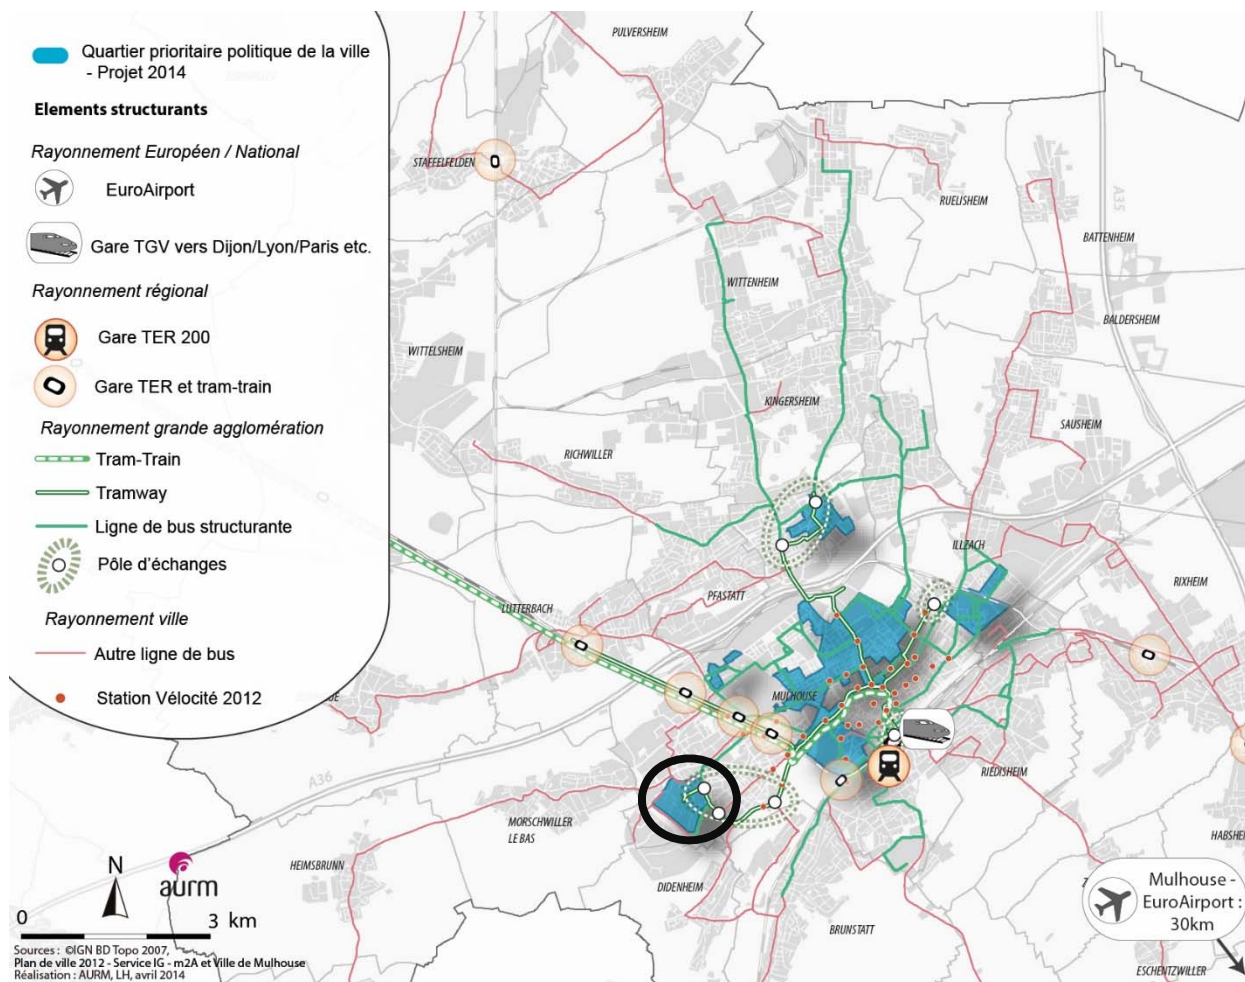 Quartier prioritaire politique de la ville
- Projet 2014
Elements structurants
Rayonnement Européen / National
EuroAirport
Gare TGV vers Dijon/Lyon/Paris etc.
Rayonnement régional
Gare TER 200
Gare TER et tram-train
Rayonnement grande agglomération
Tram-Train
Tramway
Ligne de bus structurante
Pôle d'échanges
Rayonnement ville
Autre ligne de bus
Station Vélocité 2012
PULVERSHEIM
STAFFELFELDEN
RUELISHEIM
A35
BATTENHEIM
WITTENHEIM
BALDERSHEIM
WITTELSHEIM
KINGERSHEIM
SAUSHEIM
RICHWILLER
ILLZACH
RIXHEIM
PFASTATT
LUTTERBACH
MULHOUSE
DE
RIEDISHEIM
A36
MORSCHWILLER
LE BAS
HABSHE
HEIMSBRUNN
DIDENHEIM
BRUNSTATT
ESCHENTZWILLER
Mulhouse -
EuroAirport :
30km
N
aurm
0 3 km
Sources : ©IGN BD Topo 2007,
Plan de ville 2012 - Service IG - m2A et Ville de Mulhouse
Réalisation : AURM, LH, avril 2014